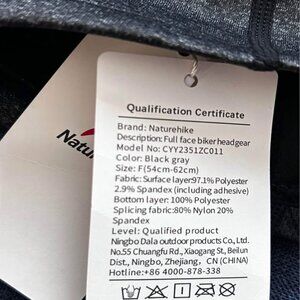 Natu
Qualification Certificate
Brand: Naturehike
Description: Full face biker headgear
Model No: CYY2351ZC011
Color: Black gray
Size: F(54cm-62cm)
Fabric: Surface layer:97.1% Polyester
2.9% Spandex (including adhesive)
Bottom layer: 100% Polyester
Splicing fabric:80% Nylon 20%
Spandex
Level: Qualified product
Ningbo Dala outdoor products Co., Ltd.
No.55 Chuangfu Rd., Xiaogang St., Beilun
Dist., Ningbo, Zhejiang, CN (CHINA)
Hotline:+86 4000-878-338